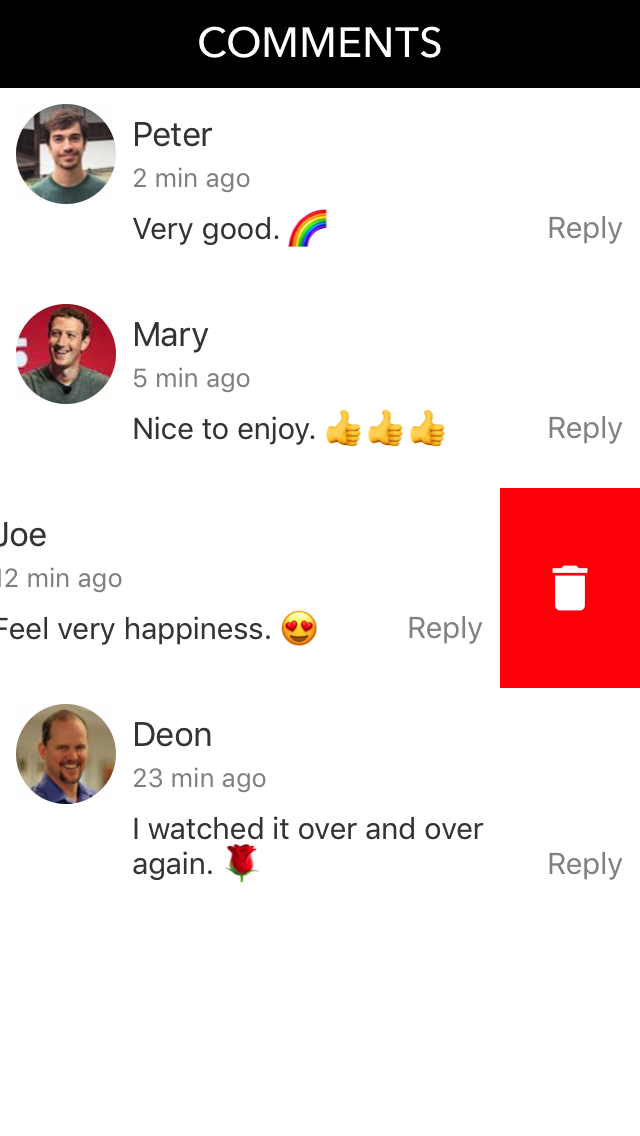 COMMENTS
Peter
2 min ago
Very good. 🌈
Reply
Mary
5 min ago
Nice to enjoy. 👍👍👍
Reply
Joe
12 min ago
Feel very happiness. 😍
Reply
Deon
23 min ago
I watched it over and over
again. 🌹
Reply